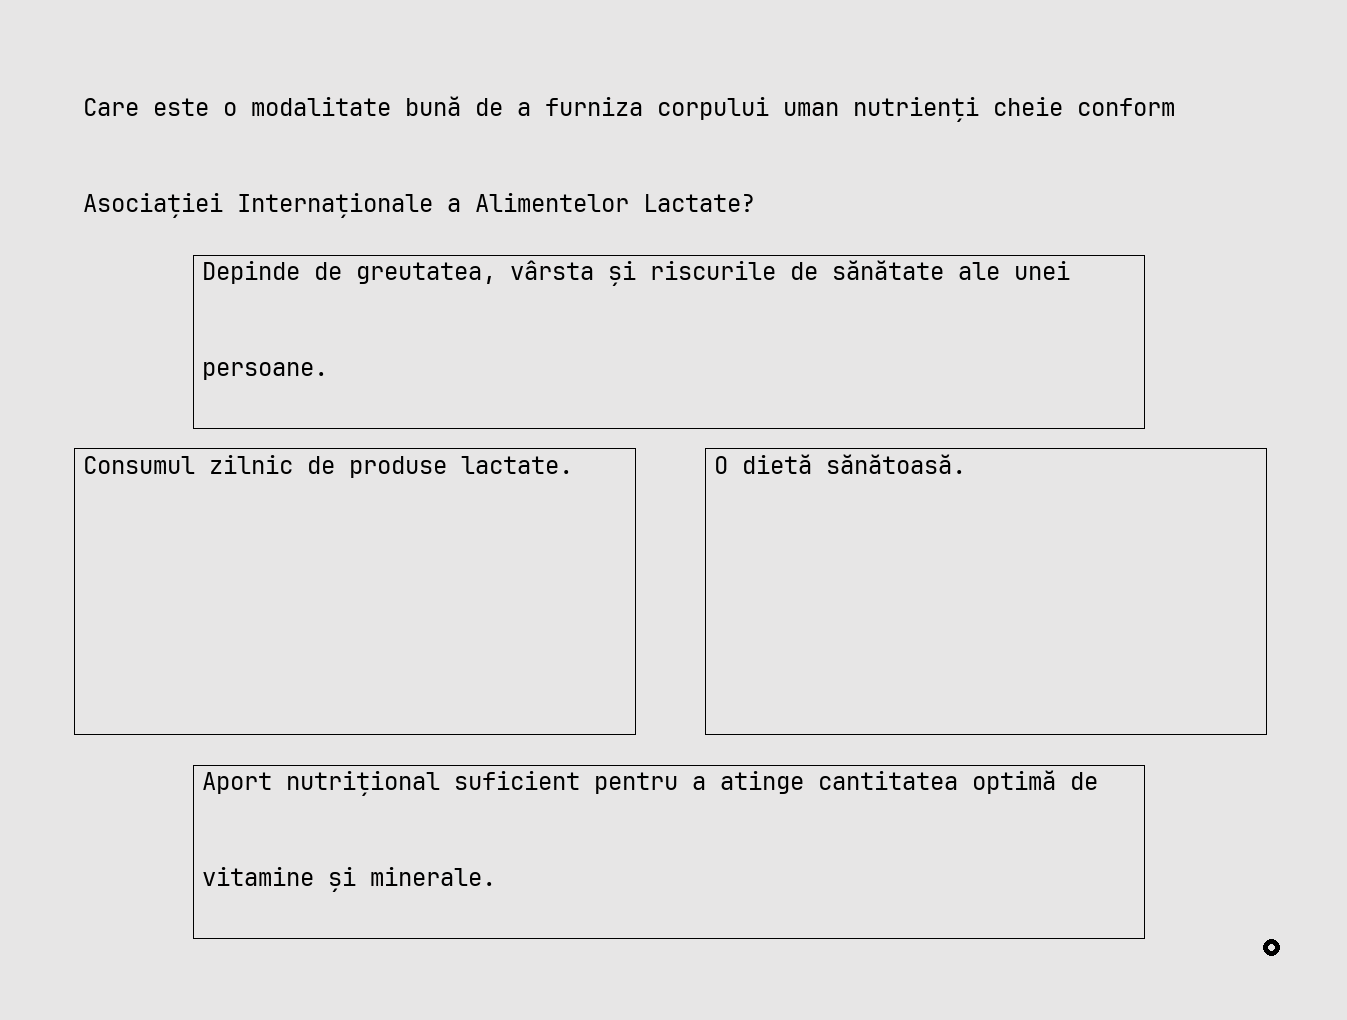 Care este o modalitate bună de a furniza corpului uman nutrienți cheie conform
Asociației Internaționale a Alimentelor Lactate?
Depinde de greutatea, vârsta și riscurile de sănătate ale unei
persoane.
Consumul zilnic de produse lactate.
O dietă sănătoasă.
Aport nutrițional suficient pentru a atinge cantitatea optimă de
vitamine și minerale.